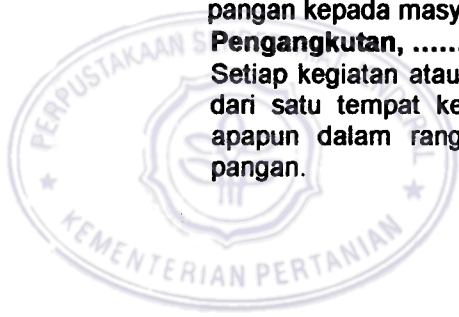 pangan kepada masy
Pengangkutan, ......
Setiap kegiatan atau
dari satu tempat ke
apapun dalam rang
pangan.
PERPUSTAKAAN
KEMENTERIAN PERTANIAN